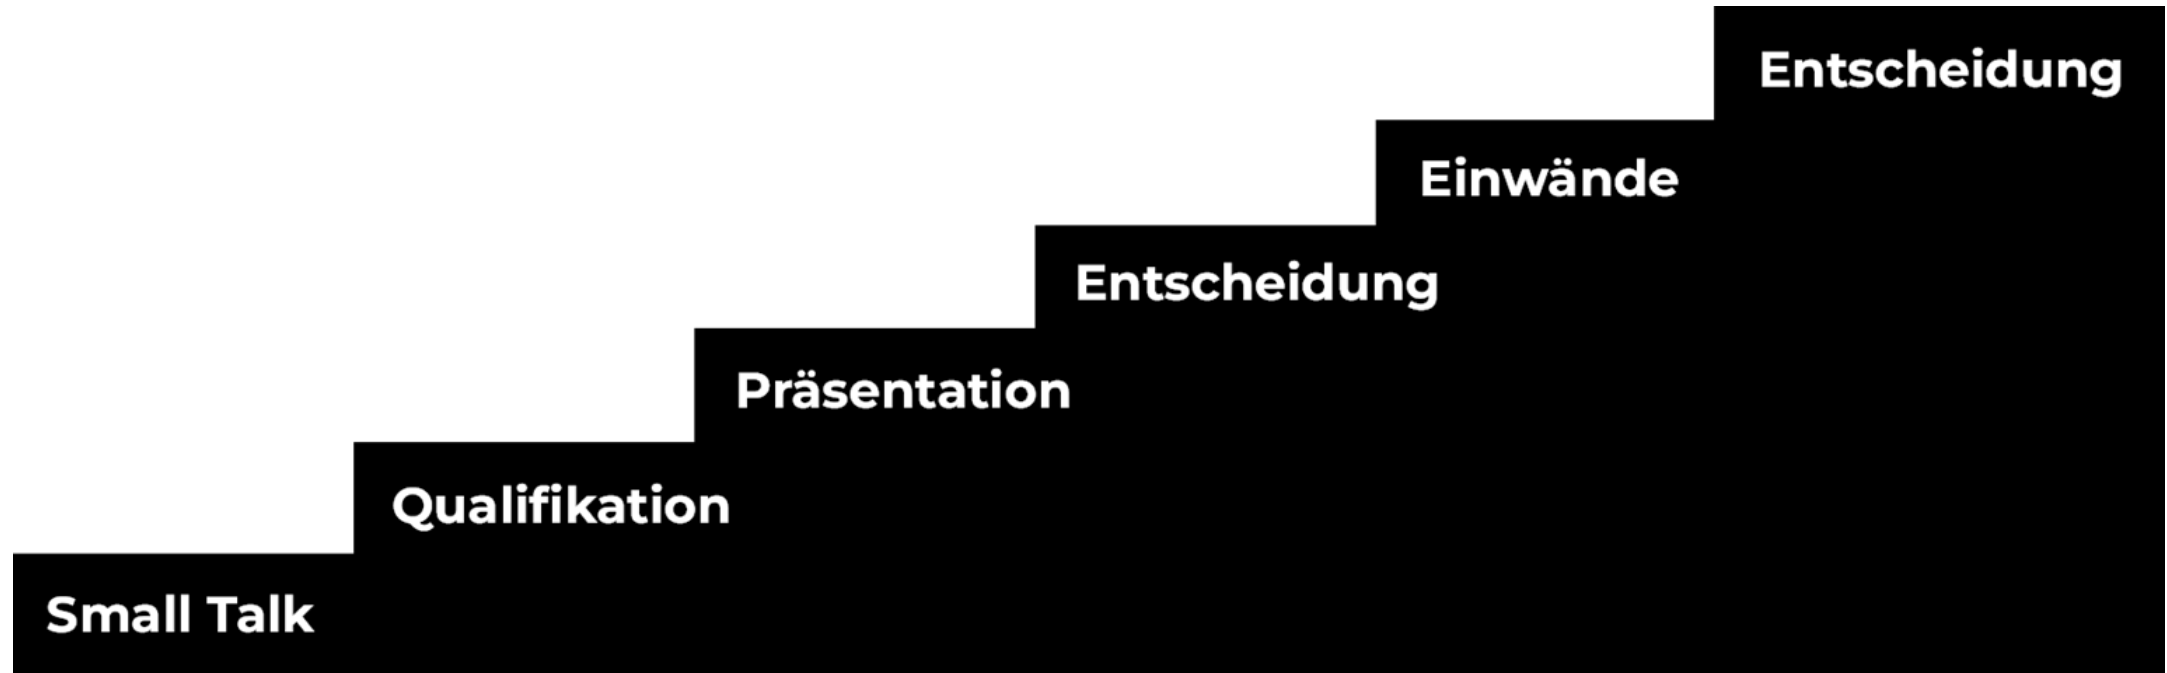 Entscheidung
Einwände
Entscheidung
Präsentation
Qualifikation
Small Talk